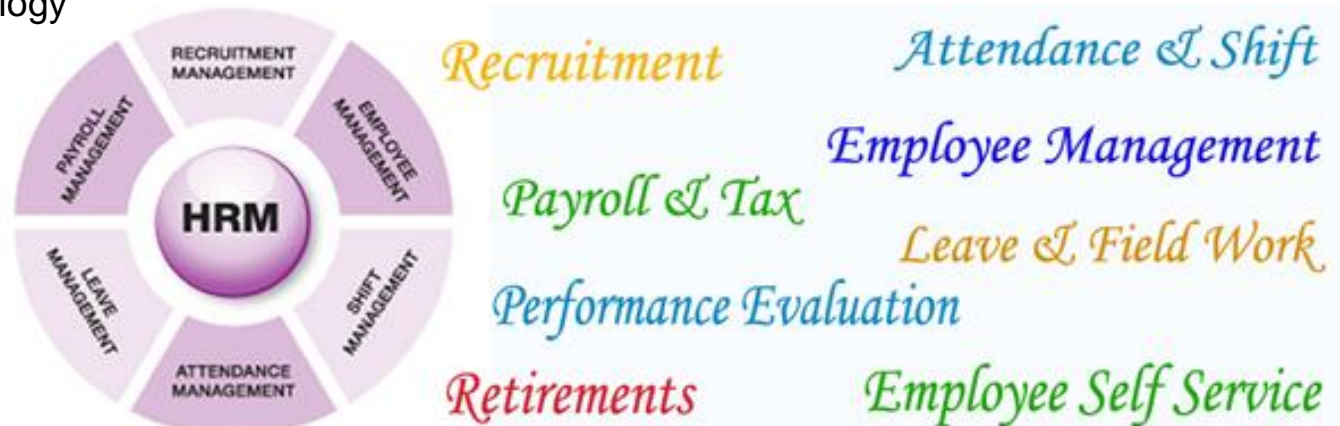 ology
RECRUITMENT
MANAGEMENT
EMPLOYEE
MANAGEMENT
SHIFT
MANAGEMENT
ATTENDANCE
MANAGEMENT
LEAVE
MANAGEMENT
PAYROLL
MANAGEMENT
HRM
Recruitment
Attendance & Shift
Employee Management
Payroll & Tax
Leave & Field Work
Performance Evaluation
Retirements
Employee Self Service